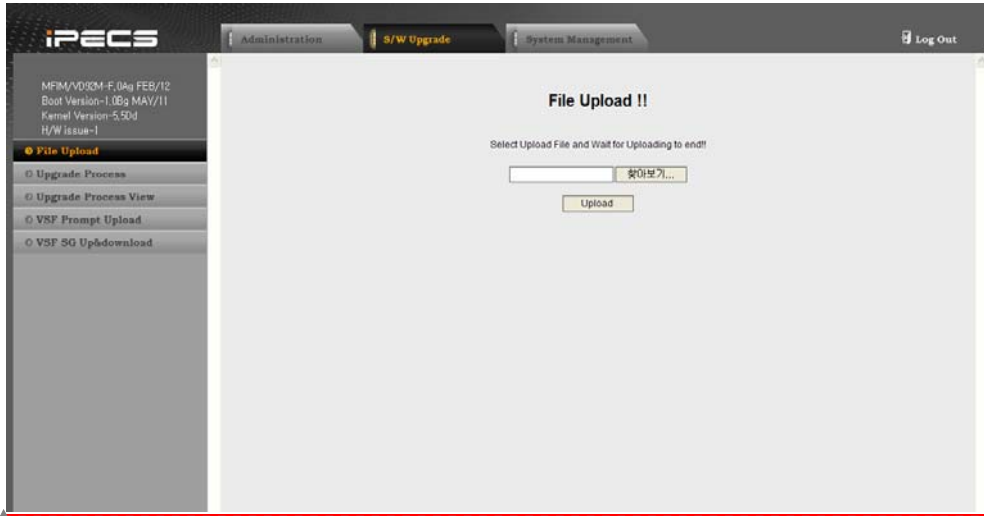 iPECS
Administration
S/W Upgrade
System Management
Log Out
MFIM/VD92M-F.0Ag FEB/12
Boot Version-1.0Bg MAY/11
Kernel Version-5.50d
H/W issue-1
File Upload
Upgrade Process
Upgrade Process View
VSF Prompt Upload
VSF SG Up&download
File Upload !!
Select Upload File and Wait for Uploading to end!!
찾아보기...
Upload